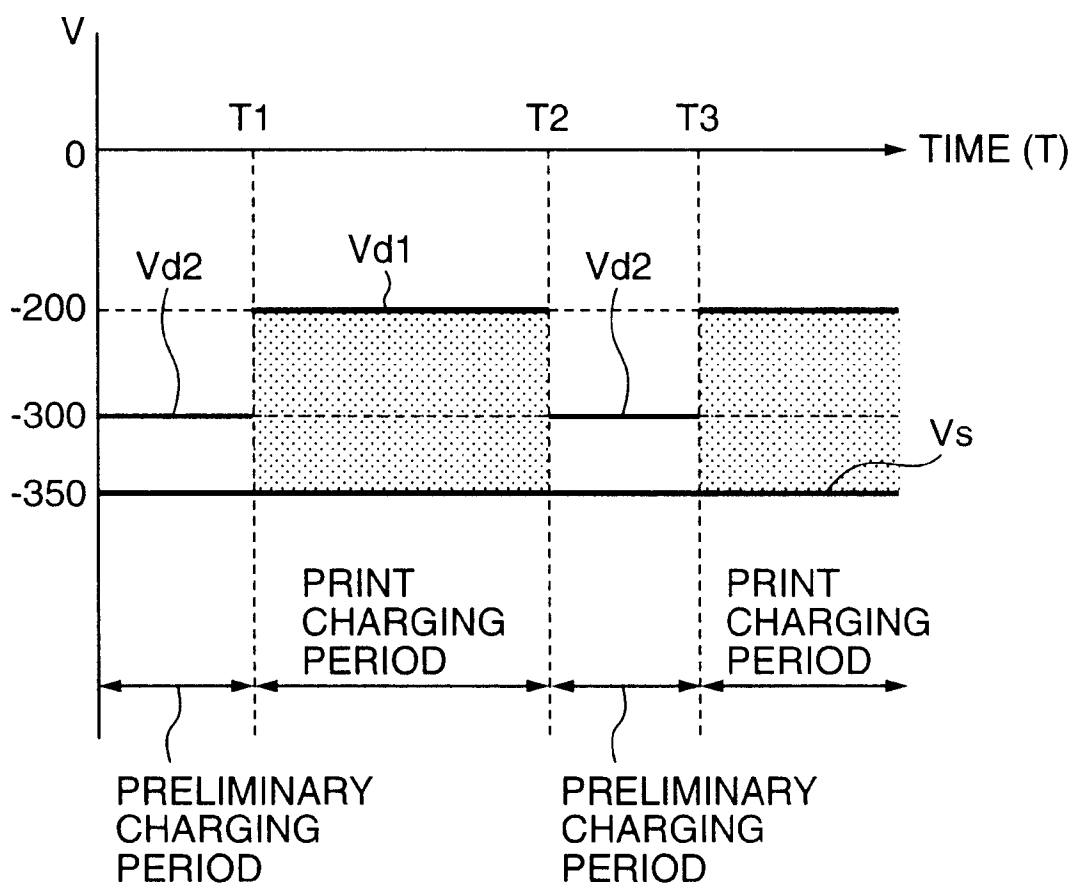 V
T1 T2 T3
0 TIME (T)
Vd2 Vd1 Vd2
-200
-300
Vs
-350
PRINT
CHARGING
PERIOD
PRINT
CHARGING
PERIOD
PRELIMINARY
CHARGING
PERIOD
PRELIMINARY
CHARGING
PERIOD